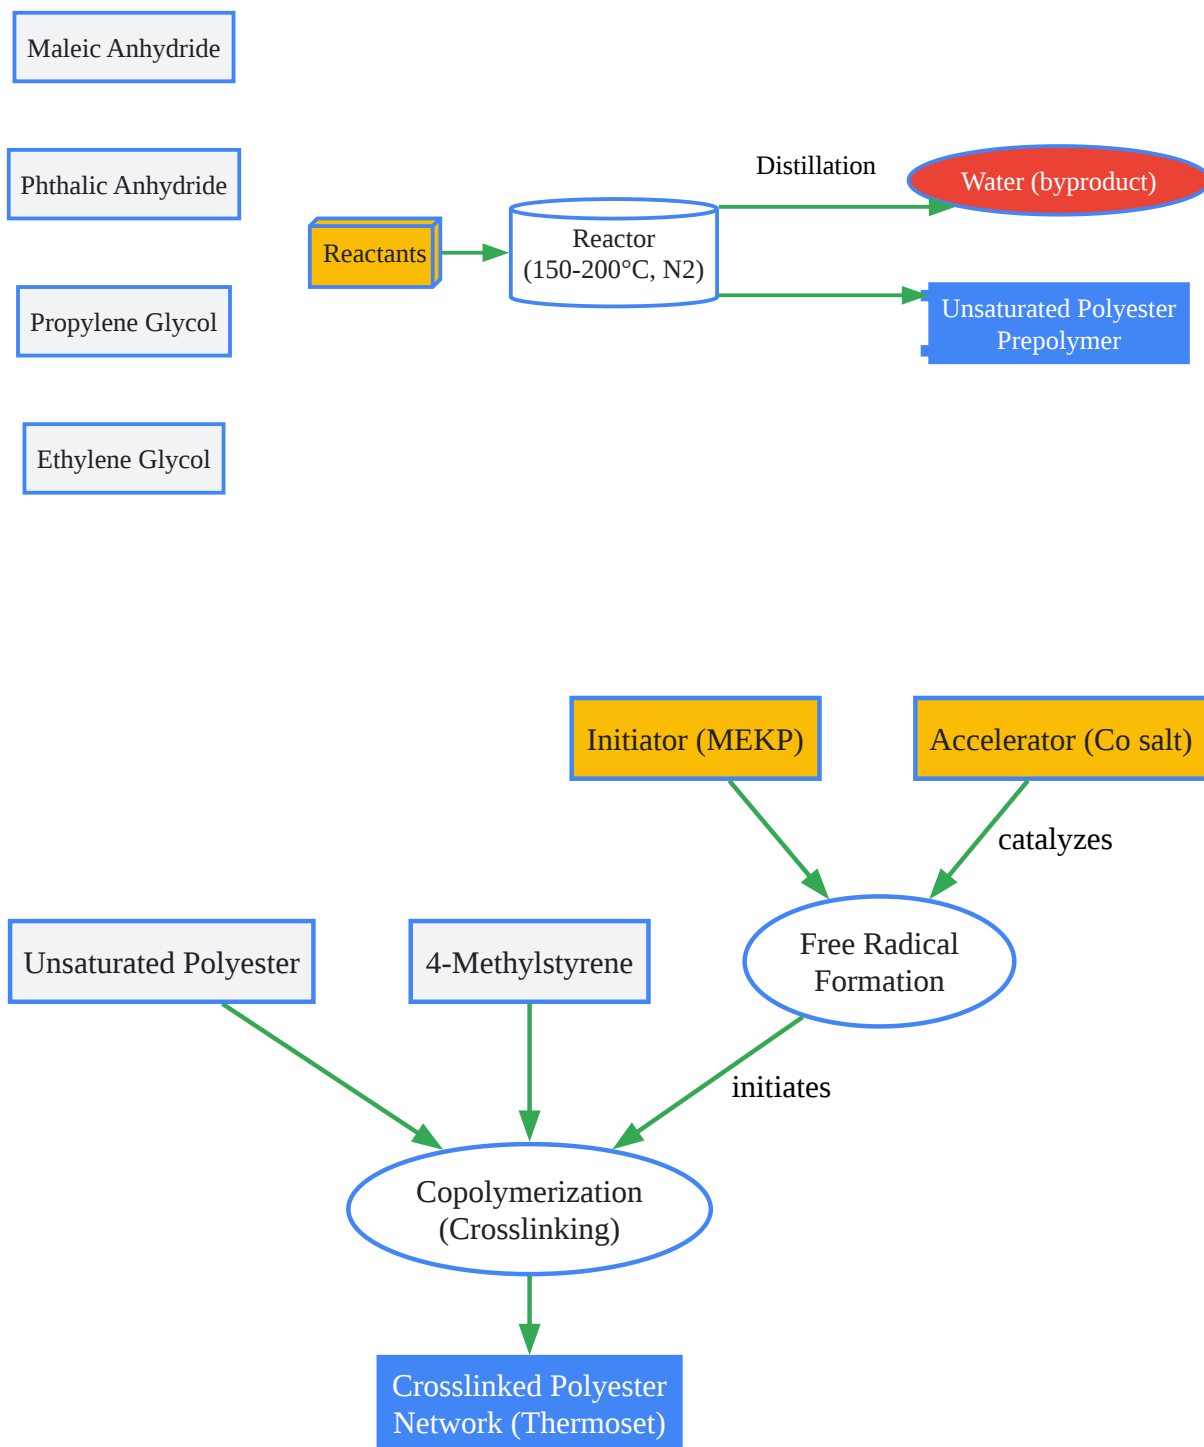 Maleic Anhydride
Phthalic Anhydride
Propylene Glycol
Ethylene Glycol
Reactants
Reactor
(150-200°C, N2)
Distillation
Water (byproduct)
Unsaturated Polyester
Prepolymer
Initiator (MEKP)
Accelerator (Co salt)
catalyzes
Free Radical
Formation
Unsaturated Polyester
4-Methylstyrene
initiates
Copolymerization
(Crosslinking)
Crosslinked Polyester
Network (Thermoset)